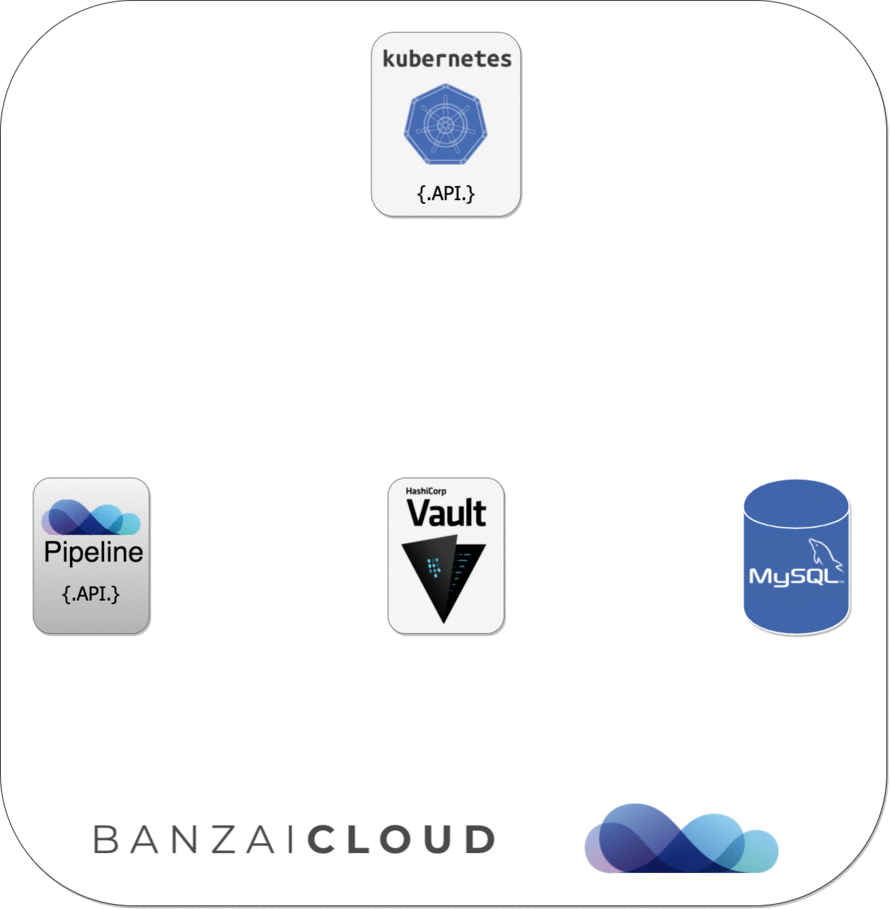 kubernetes
{.API.}
Pipeline
{.API.}
HashiCorp
Vault
MySQL
BANZAICLOUD